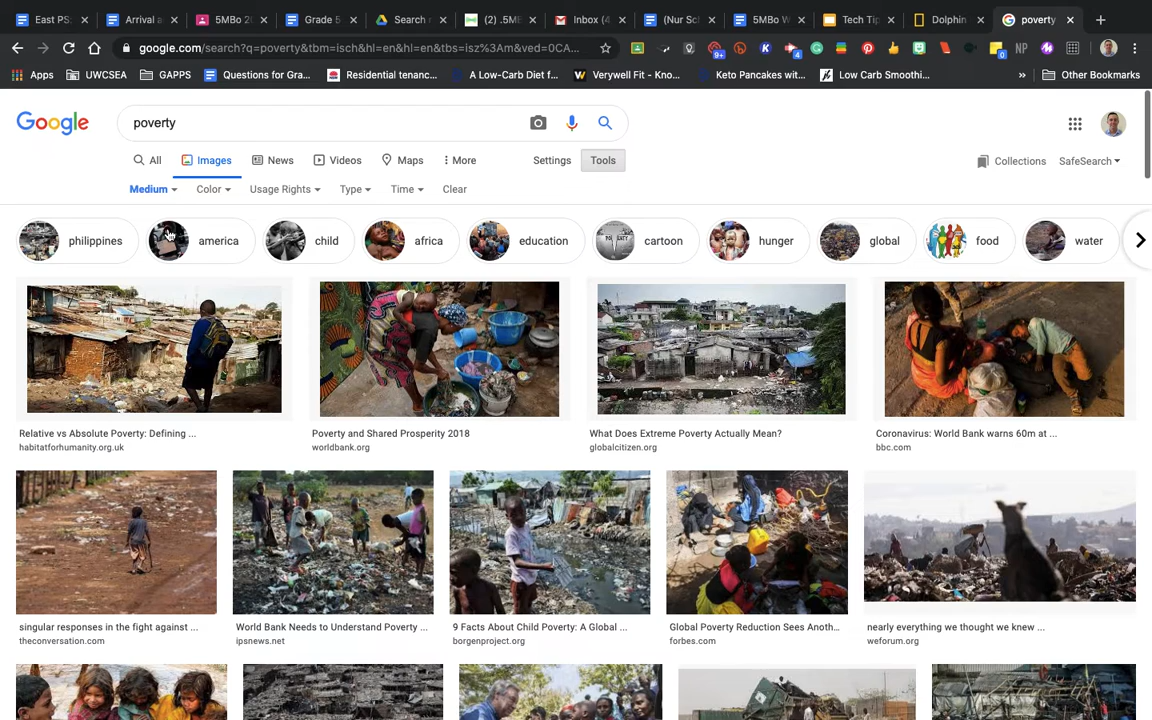 East PS:
Arrival a
5MBo 20
Grade 5
Search r
(2) .5MB
Inbox (4
(Nur Sch
5MBo W
Tech Tip
Dolphin
poverty
google.com/search?q=poverty&tbm=isch&hl=en&hl=en&tbs=isz%3Am&ved=0CA...
9+
4
NP
0
Apps
UWCSEA
GAPPS
Questions for Gra...
Residential tenanc...
A Low-Carb Diet f...
Verywell Fit - Kno...
Keto Pancakes wit...
Low Carb Smoothi...
»
Other Bookmarks
Google
poverty
All
Images
News
Videos
Maps
More
Settings
Tools
Collections
SafeSearch
Medium
Color
Usage Rights
Type
Time
Clear
philippines
america
child
africa
education
cartoon
hunger
global
food
water
Relative vs Absolute Poverty: Defining ...
habitatforhumanity.org.uk
Poverty and Shared Prosperity 2018
worldbank.org
What Does Extreme Poverty Actually Mean?
globalcitizen.org
Coronavirus: World Bank warns 60m at ...
bbc.com
singular responses in the fight against ...
theconversation.com
World Bank Needs to Understand Poverty ...
ipsnews.net
9 Facts About Child Poverty: A Global ...
borgenproject.org
Global Poverty Reduction Sees Anoth...
forbes.com
nearly everything we thought we knew ...
weforum.org